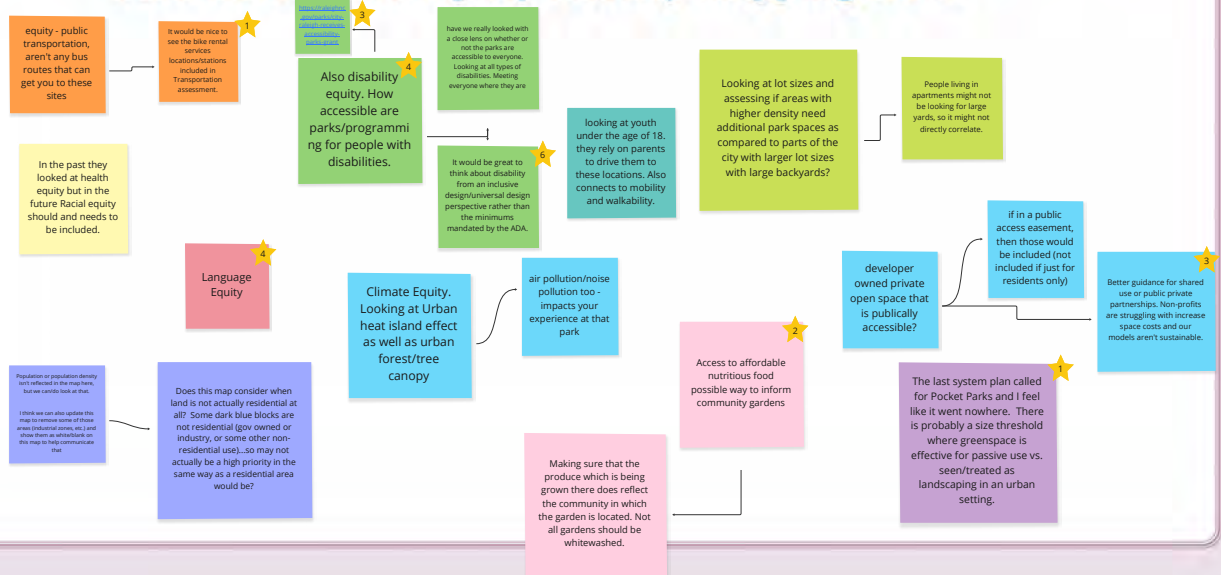 equity - public
transportation,
aren't any bus
routes that can
get you to these
sites
1
It would be nice to
see the bike rental
services
locations/stations
included in
Transportation
assessment.
3
https://raleighnc.
gov/parks/city-
raleigh-receives-
accessibility-
parks-grant
4
Also disability
equity. How
accessible are
parks/programmi
ng for people with
disabilities.
have we really looked with
a close lens on whether or
not the parks are
accessible to everyone.
Looking at all types of
disabilities. Meeting
everyone where they are
6
It would be great to
think about disability
from an inclusive
design/universal design
perspective rather than
the minimums
mandated by the ADA.
looking at youth
under the age of 18.
they rely on parents
to drive them to
these locations. Also
connects to mobility
and walkability.
Looking at lot sizes and
assessing if areas with
higher density need
additional park spaces as
compared to parts of the
city with larger lot sizes
with large backyards?
People living in
apartments might not
be looking for large
yards, so it might not
directly correlate.
In the past they
looked at health
equity but in the
future Racial equity
should and needs to
be included.
4
Language
Equity
Climate Equity.
Looking at Urban
heat island effect
as well as urban
forest/tree
canopy
air pollution/noise
pollution too -
impacts your
experience at that
park
developer
owned private
open space that
is publically
accessible?
if in a public
access easement,
then those would
be included (not
included if just for
residents only)
3
Better guidance for shared
use or public private
partnerships. Non-profits
are struggling with increase
space costs and our
models aren't sustainable.
Population or population density
isn't reflected in the map here,
but we can/do look at that.
I think we can also update this
map to remove some of those
areas (industrial zones, etc.) and
show them as white/blank on
this map to help communicate
that
Does this map consider when
land is not actually residential at
all? Some dark blue blocks are
not residential (gov owned or
industry, or some other non-
residential use)...so may not
actually be a high priority in the
same way as a residential area
would be?
2
Access to affordable
nutritious food
possible way to inform
community gardens
Making sure that the
produce which is being
grown there does reflect
the community in which
the garden is located. Not
all gardens should be
whitewashed.
1
The last system plan called
for Pocket Parks and I feel
like it went nowhere. There
is probably a size threshold
where greenspace is
effective for passive use vs.
seen/treated as
landscaping in an urban
setting.